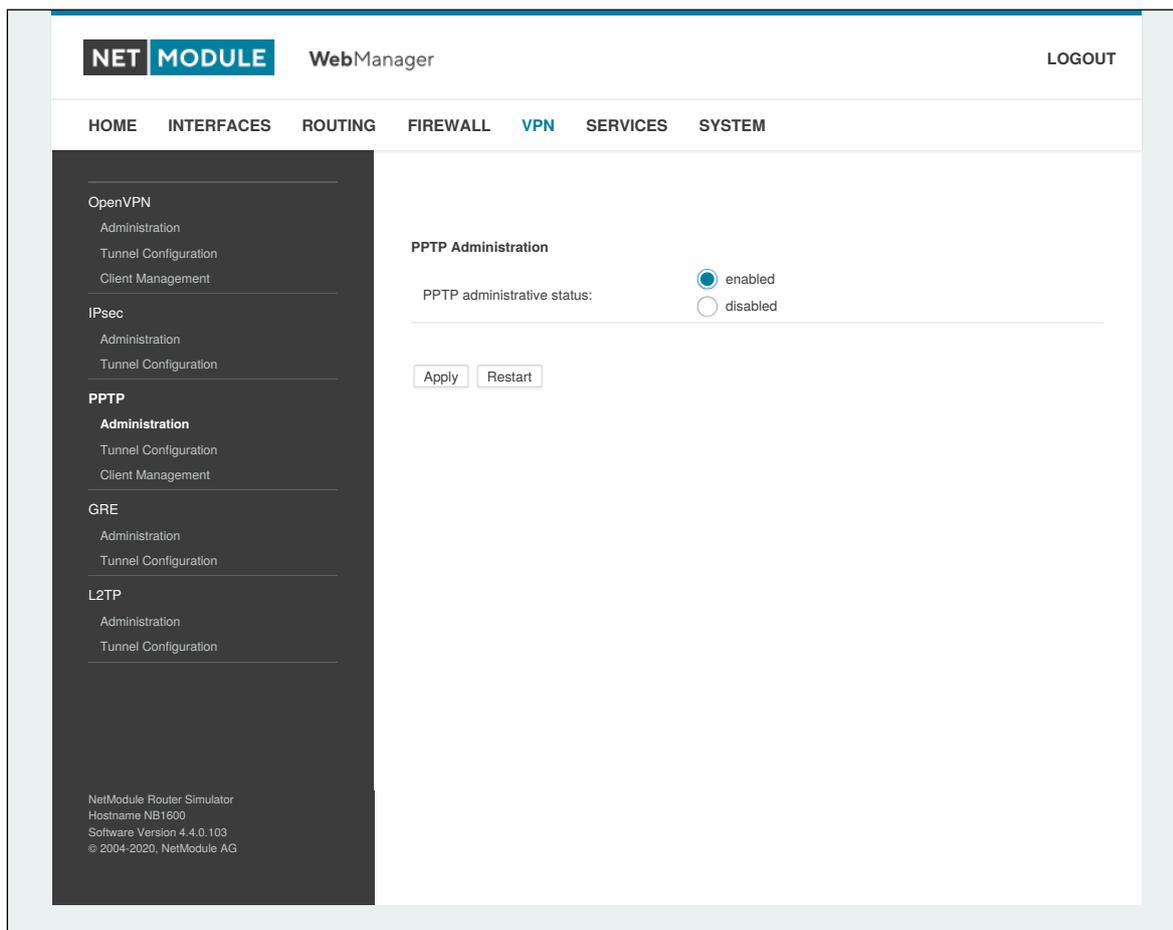 NET MODULE WebManager LOGOUT
HOME INTERFACES ROUTING FIREWALL VPN SERVICES SYSTEM
OpenVPN
Administration
Tunnel Configuration
Client Management
IPsec
Administration
Tunnel Configuration
PPTP
Administration
Tunnel Configuration
Client Management
GRE
Administration
Tunnel Configuration
L2TP
Administration
Tunnel Configuration
NetModule Router Simulator
Hostname NB1600
Software Version 4.4.0.103
© 2004-2020, NetModule AG
PPTP Administration
PPTP administrative status:
enabled
disabled
Apply Restart